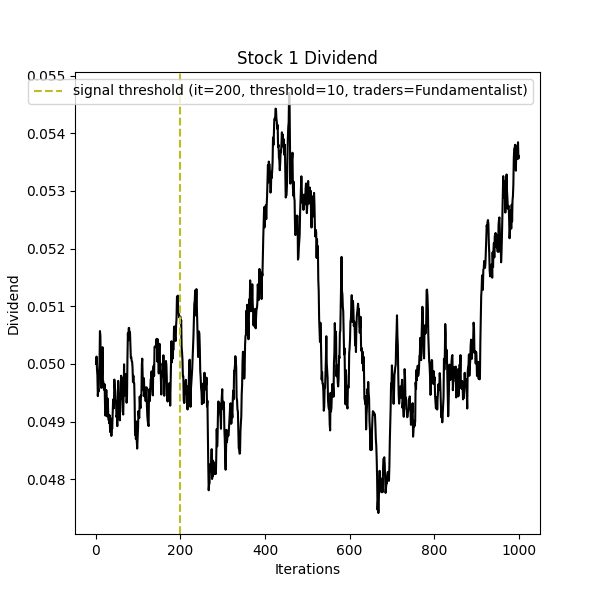 Stock 1 Dividend
signal threshold (it=200, threshold=10, traders=Fundamentalist)
0.055
0.054
0.053
0.052
0.051
0.050
0.049
0.048
Dividend
0 200 400 600 800 1000
Iterations